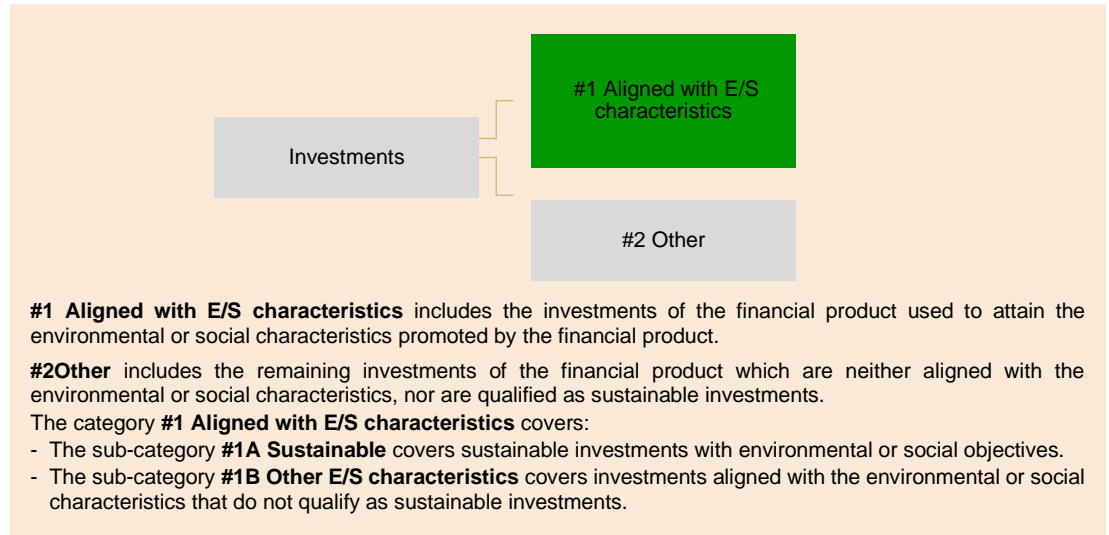 #1 Aligned with E/S
characteristics
Investments
#2 Other
#1 Aligned with E/S characteristics includes the investments of the financial product used to attain the
environmental or social characteristics promoted by the financial product.
#2Other includes the remaining investments of the financial product which are neither aligned with the
environmental or social characteristics, nor are qualified as sustainable investments.
The category #1 Aligned with E/S characteristics covers:
- The sub-category #1A Sustainable covers sustainable investments with environmental or social objectives.
- The sub-category #1B Other E/S characteristics covers investments aligned with the environmental or social
characteristics that do not qualify as sustainable investments.